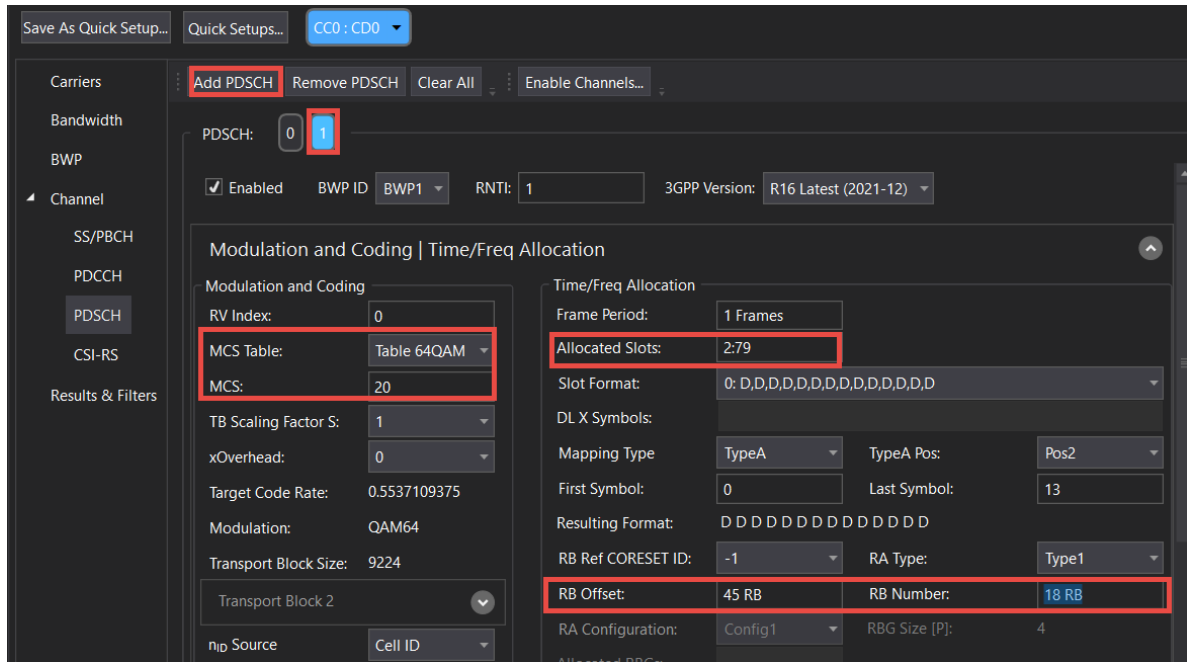 Save As Quick Setup... Quick Setups... CC0 : CD0
Carriers
Bandwidth
BWP
Channel
SS/PBCH
PDCCH
PDSCH
CSI-RS
Results & Filters
Add PDSCH Remove PDSCH Clear All Enable Channels...
PDSCH: 0 1
Enabled BWP ID BWP1 RNTI: 1 3GPP Version: R16 Latest (2021-12)
Modulation and Coding | Time/Freq Allocation
Modulation and Coding
RV Index: 0
MCS Table: Table 64QAM
MCS: 20
TB Scaling Factor S: 1
xOverhead: 0
Target Code Rate: 0.5537109375
Modulation: QAM64
Transport Block Size: 9224
Transport Block 2
nID Source Cell ID
Time/Freq Allocation
Frame Period: 1 Frames
Allocated Slots: 2:79
Slot Format: 0: D,D,D,D,D,D,D,D,D,D,D,D,D,D
DL X Symbols:
Mapping Type TypeA TypeA Pos: Pos2
First Symbol: 0 Last Symbol: 13
Resulting Format: D D D D D D D D D D D D D D
RB Ref CORESET ID: -1 RA Type: Type1
RB Offset: 45 RB RB Number: 18 RB
RA Configuration: Config1 RBG Size [P]: 4
Allocated RBGs: